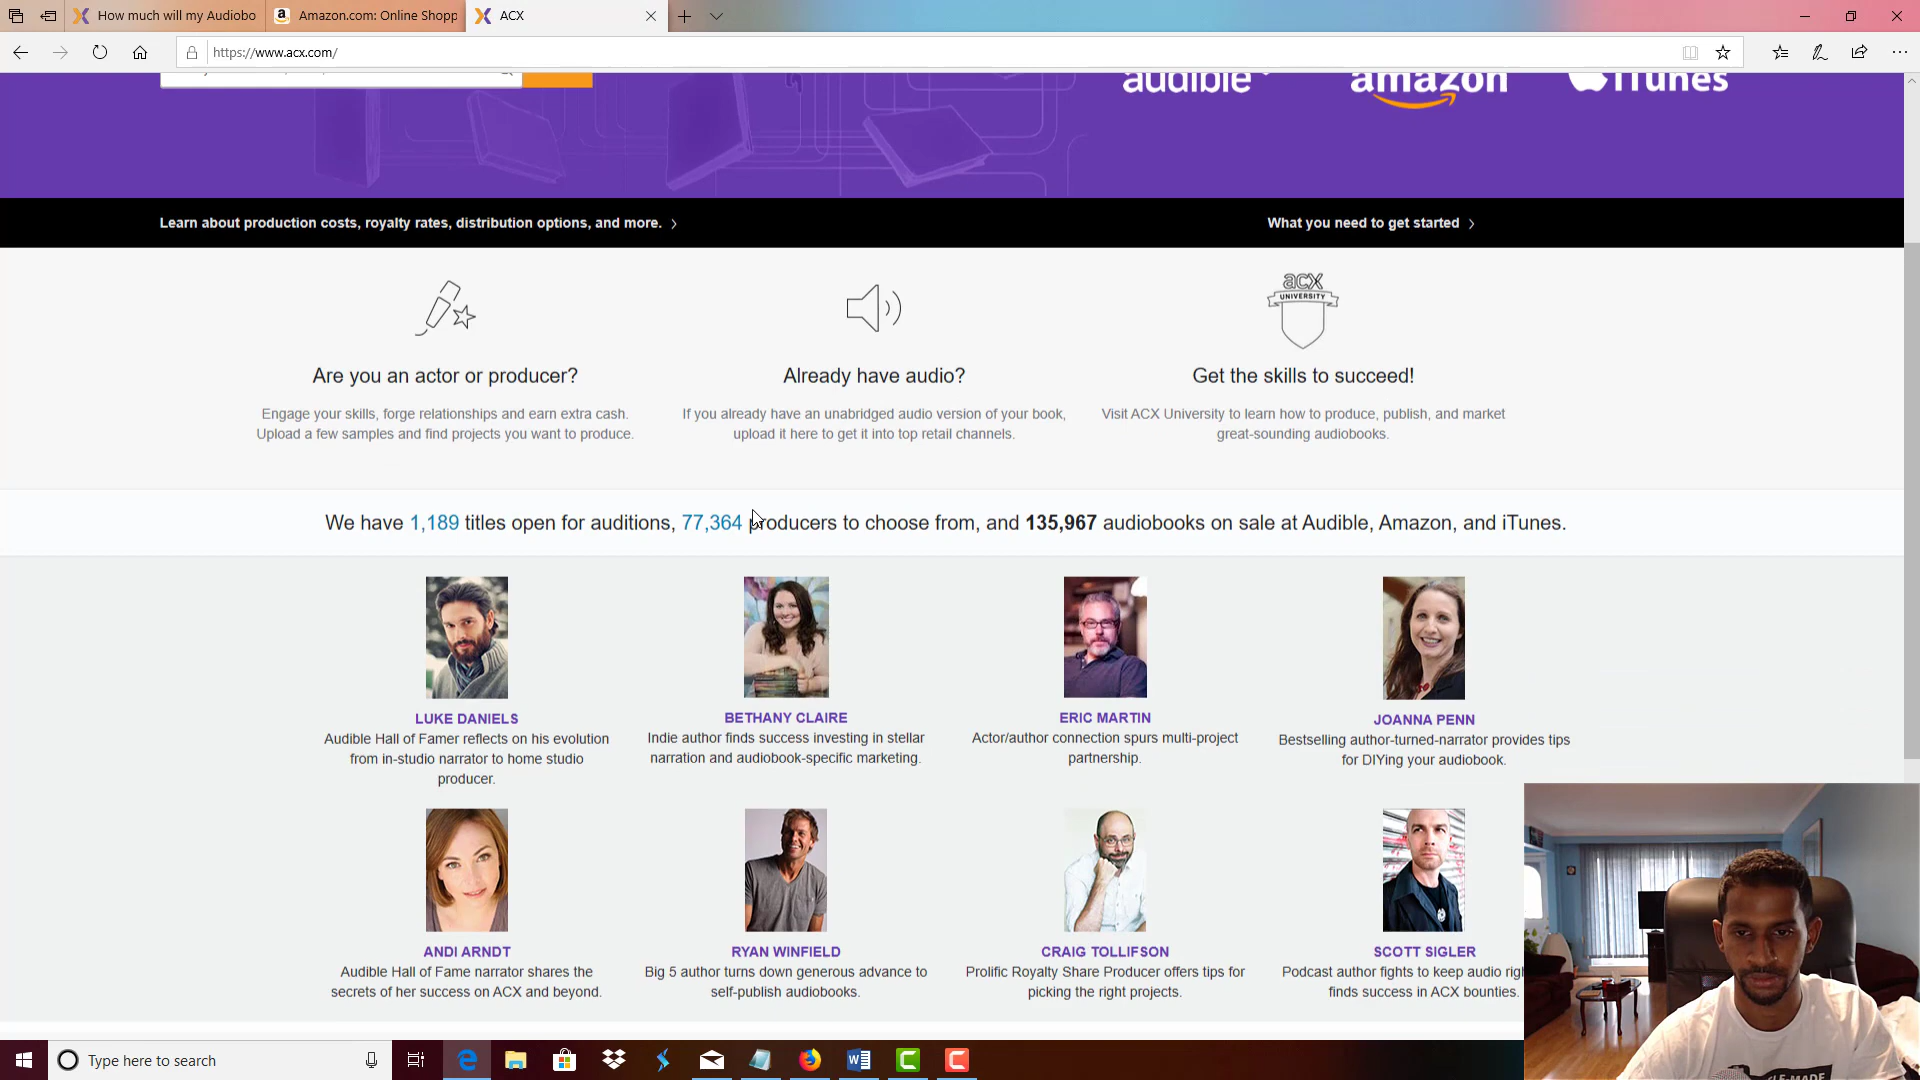 How much will my Audiobo
Amazon.com: Online Shopp
ACX
https://www.acx.com/
audible
amazon
iTunes
Learn about production costs, royalty rates, distribution options, and more.
What you need to get started
acx
UNIVERSITY
Are you an actor or producer?
Already have audio?
Get the skills to succeed!
Engage your skills, forge relationships and earn extra cash.
Upload a few samples and find projects you want to produce.
If you already have an unabridged audio version of your book,
upload it here to get it into top retail channels.
Visit ACX University to learn how to produce, publish, and market
great-sounding audiobooks.
We have 1,189 titles open for auditions, 77,364 producers to choose from, and 135,967 audiobooks on sale at Audible, Amazon, and iTunes.
LUKE DANIELS
Audible Hall of Famer reflects on his evolution
from in-studio narrator to home studio
producer.
BETHANY CLAIRE
Indie author finds success investing in stellar
narration and audiobook-specific marketing.
ERIC MARTIN
Actor/author connection spurs multi-project
partnership.
JOANNA PENN
Bestselling author-turned-narrator provides tips
for DIYing your audiobook.
ANDI ARNDT
Audible Hall of Fame narrator shares the
secrets of her success on ACX and beyond.
RYAN WINFIELD
Big 5 author turns down generous advance to
self-publish audiobooks.
CRAIG TOLLIFSON
Prolific Royalty Share Producer offers tips for
picking the right projects.
SCOTT SIGLER
Podcast author fights to keep audio righ
finds success in ACX bounties.
Type here to search